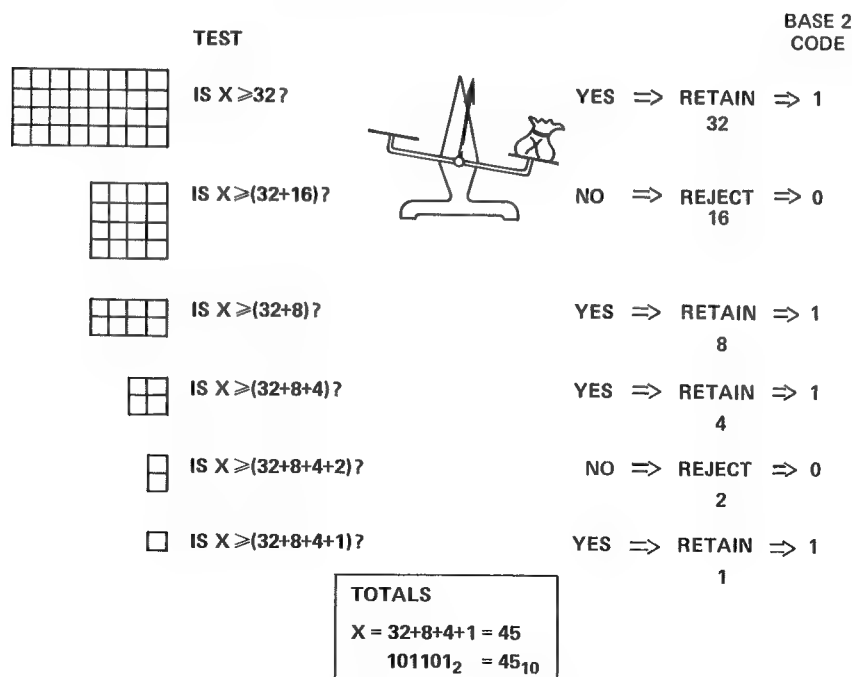 BASE 2
CODE
TEST
IS X ⩾32? YES ⇒ RETAIN ⇒ 1
32
X
IS X ⩾(32+16)? NO ⇒ REJECT ⇒ 0
16
IS X ⩾(32+8)? YES ⇒ RETAIN ⇒ 1
8
IS X ⩾(32+8+4)? YES ⇒ RETAIN ⇒ 1
4
IS X ⩾(32+8+4+2)? NO ⇒ REJECT ⇒ 0
2
IS X ⩾(32+8+4+1)? YES ⇒ RETAIN ⇒ 1
1
TOTALS
X = 32+8+4+1 = 45
101101₂ = 45₁₀